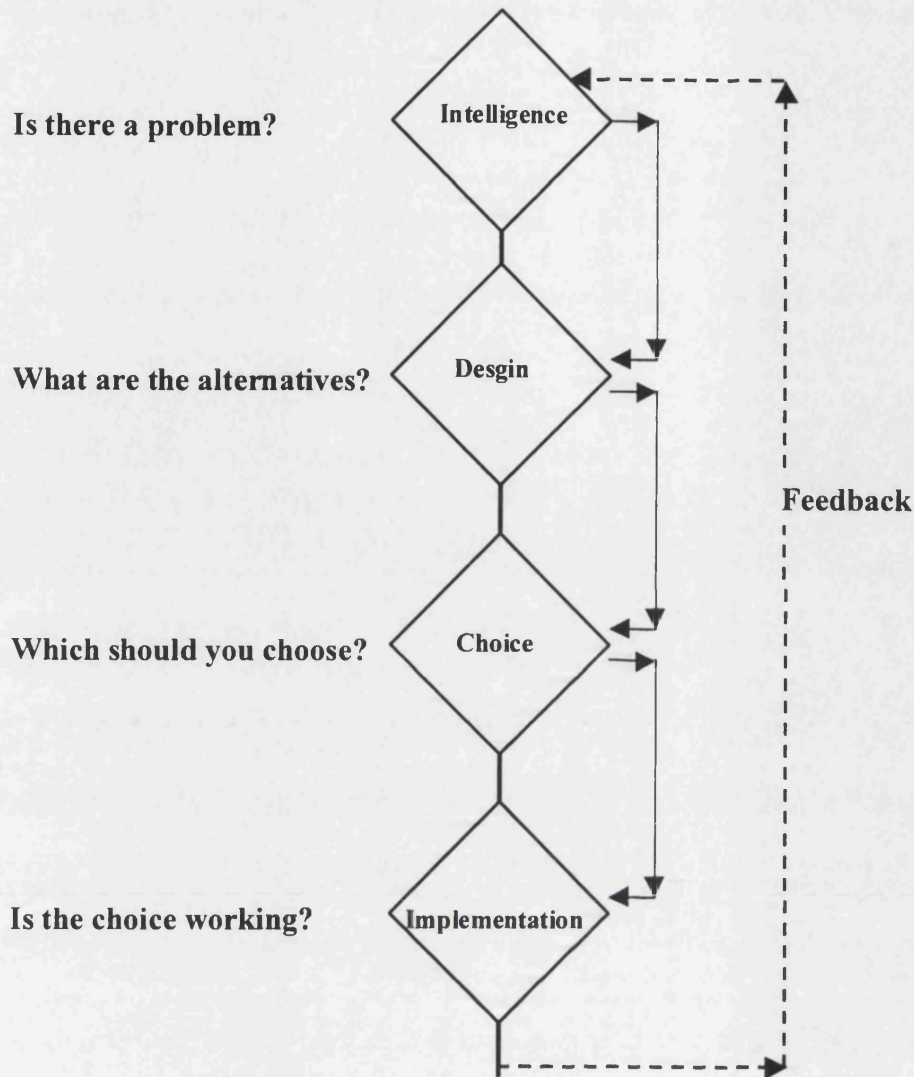 Is there a problem?
Intelligence
What are the alternatives?
Desgin
Feedback
Which should you choose?
Choice
Is the choice working?
Implementation